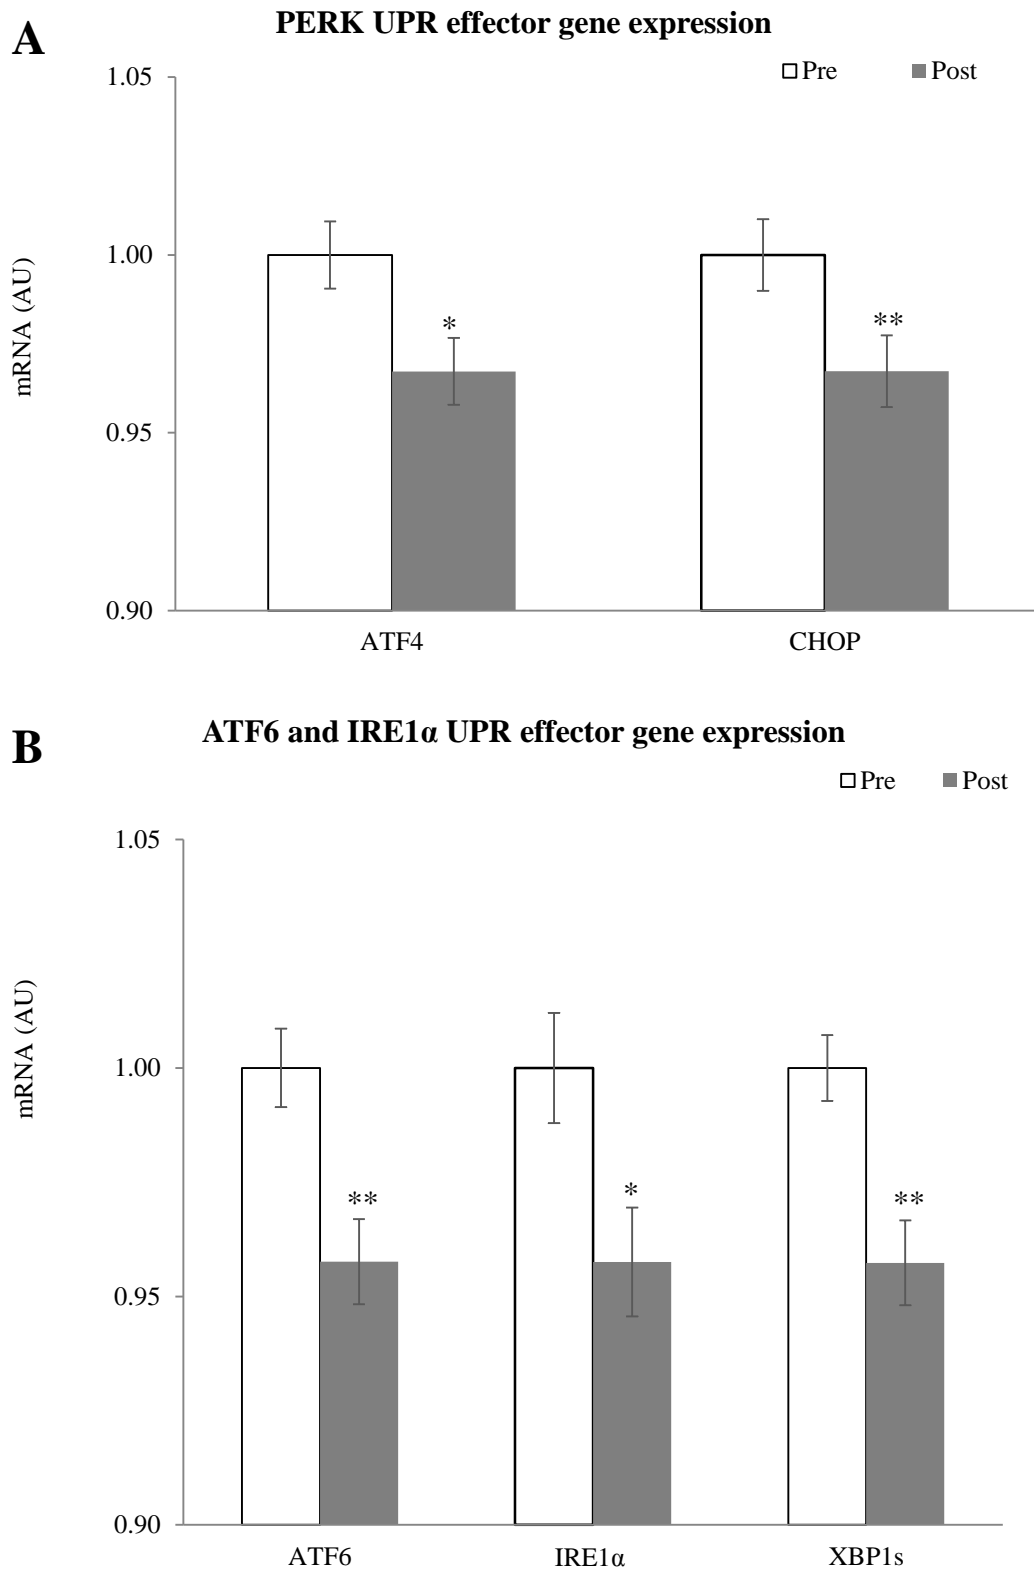 A
PERK UPR effector gene expression
Pre Post
1.05
1.00
0.95
0.90
mRNA (AU)
*
**
ATF4 CHOP
B
ATF6 and IRE1α UPR effector gene expression
Pre Post
1.05
1.00
0.95
0.90
mRNA (AU)
**
*
**
ATF6 IRE1α XBP1s